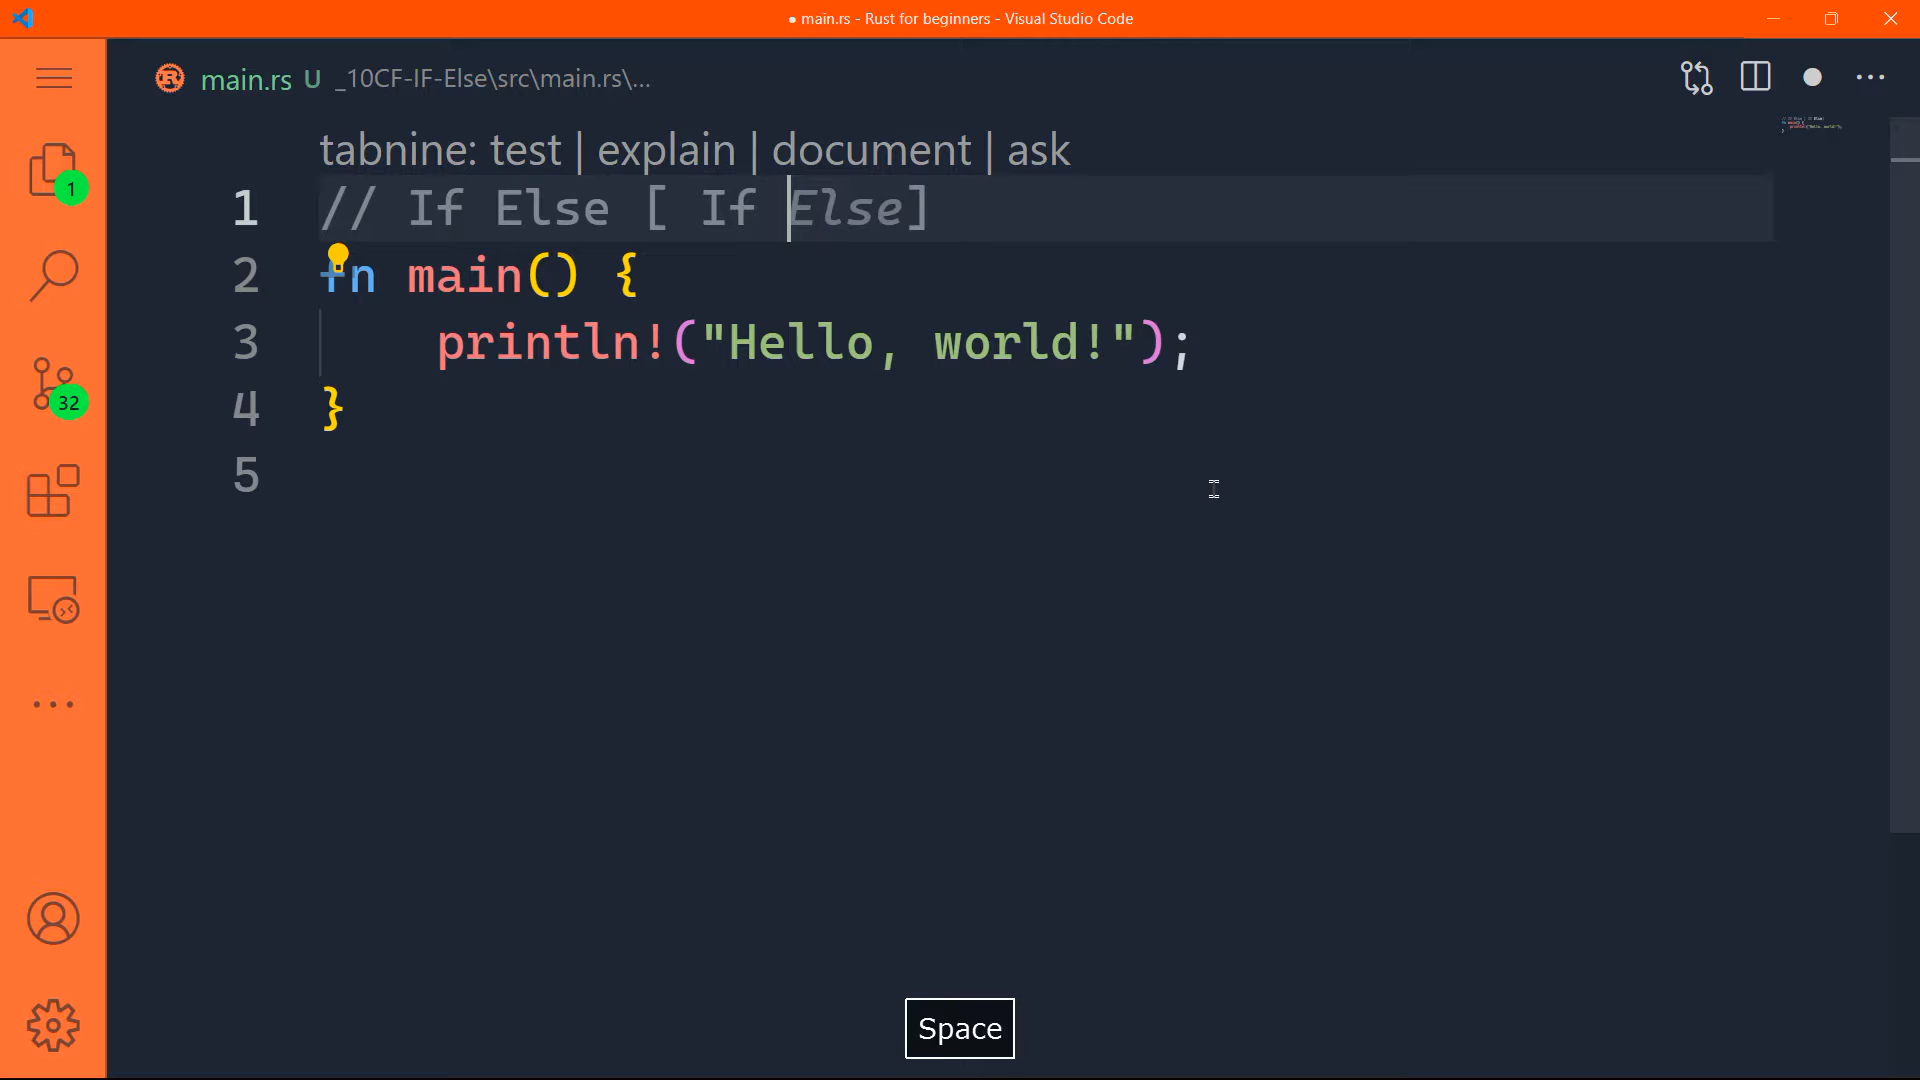 ● main.rs - Rust for beginners - Visual Studio Code
main.rs U _10CF-IF-Else\src\main.rs\...
tabnine: test | explain | document | ask
1 // If Else [ If Else]
2 fn main() {
3 println!("Hello, world!");
4 }
5
1
32
Space